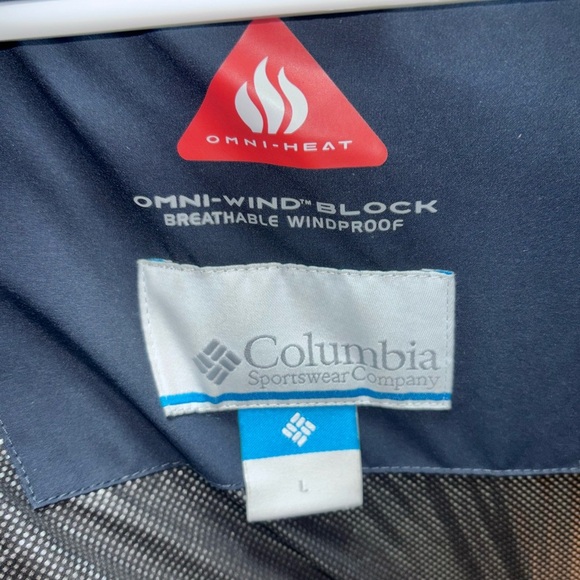 OMNI-HEAT
OMNI-WIND™ BLOCK
BREATHABLE WINDPROOF
Columbia
Sportswear Company
L